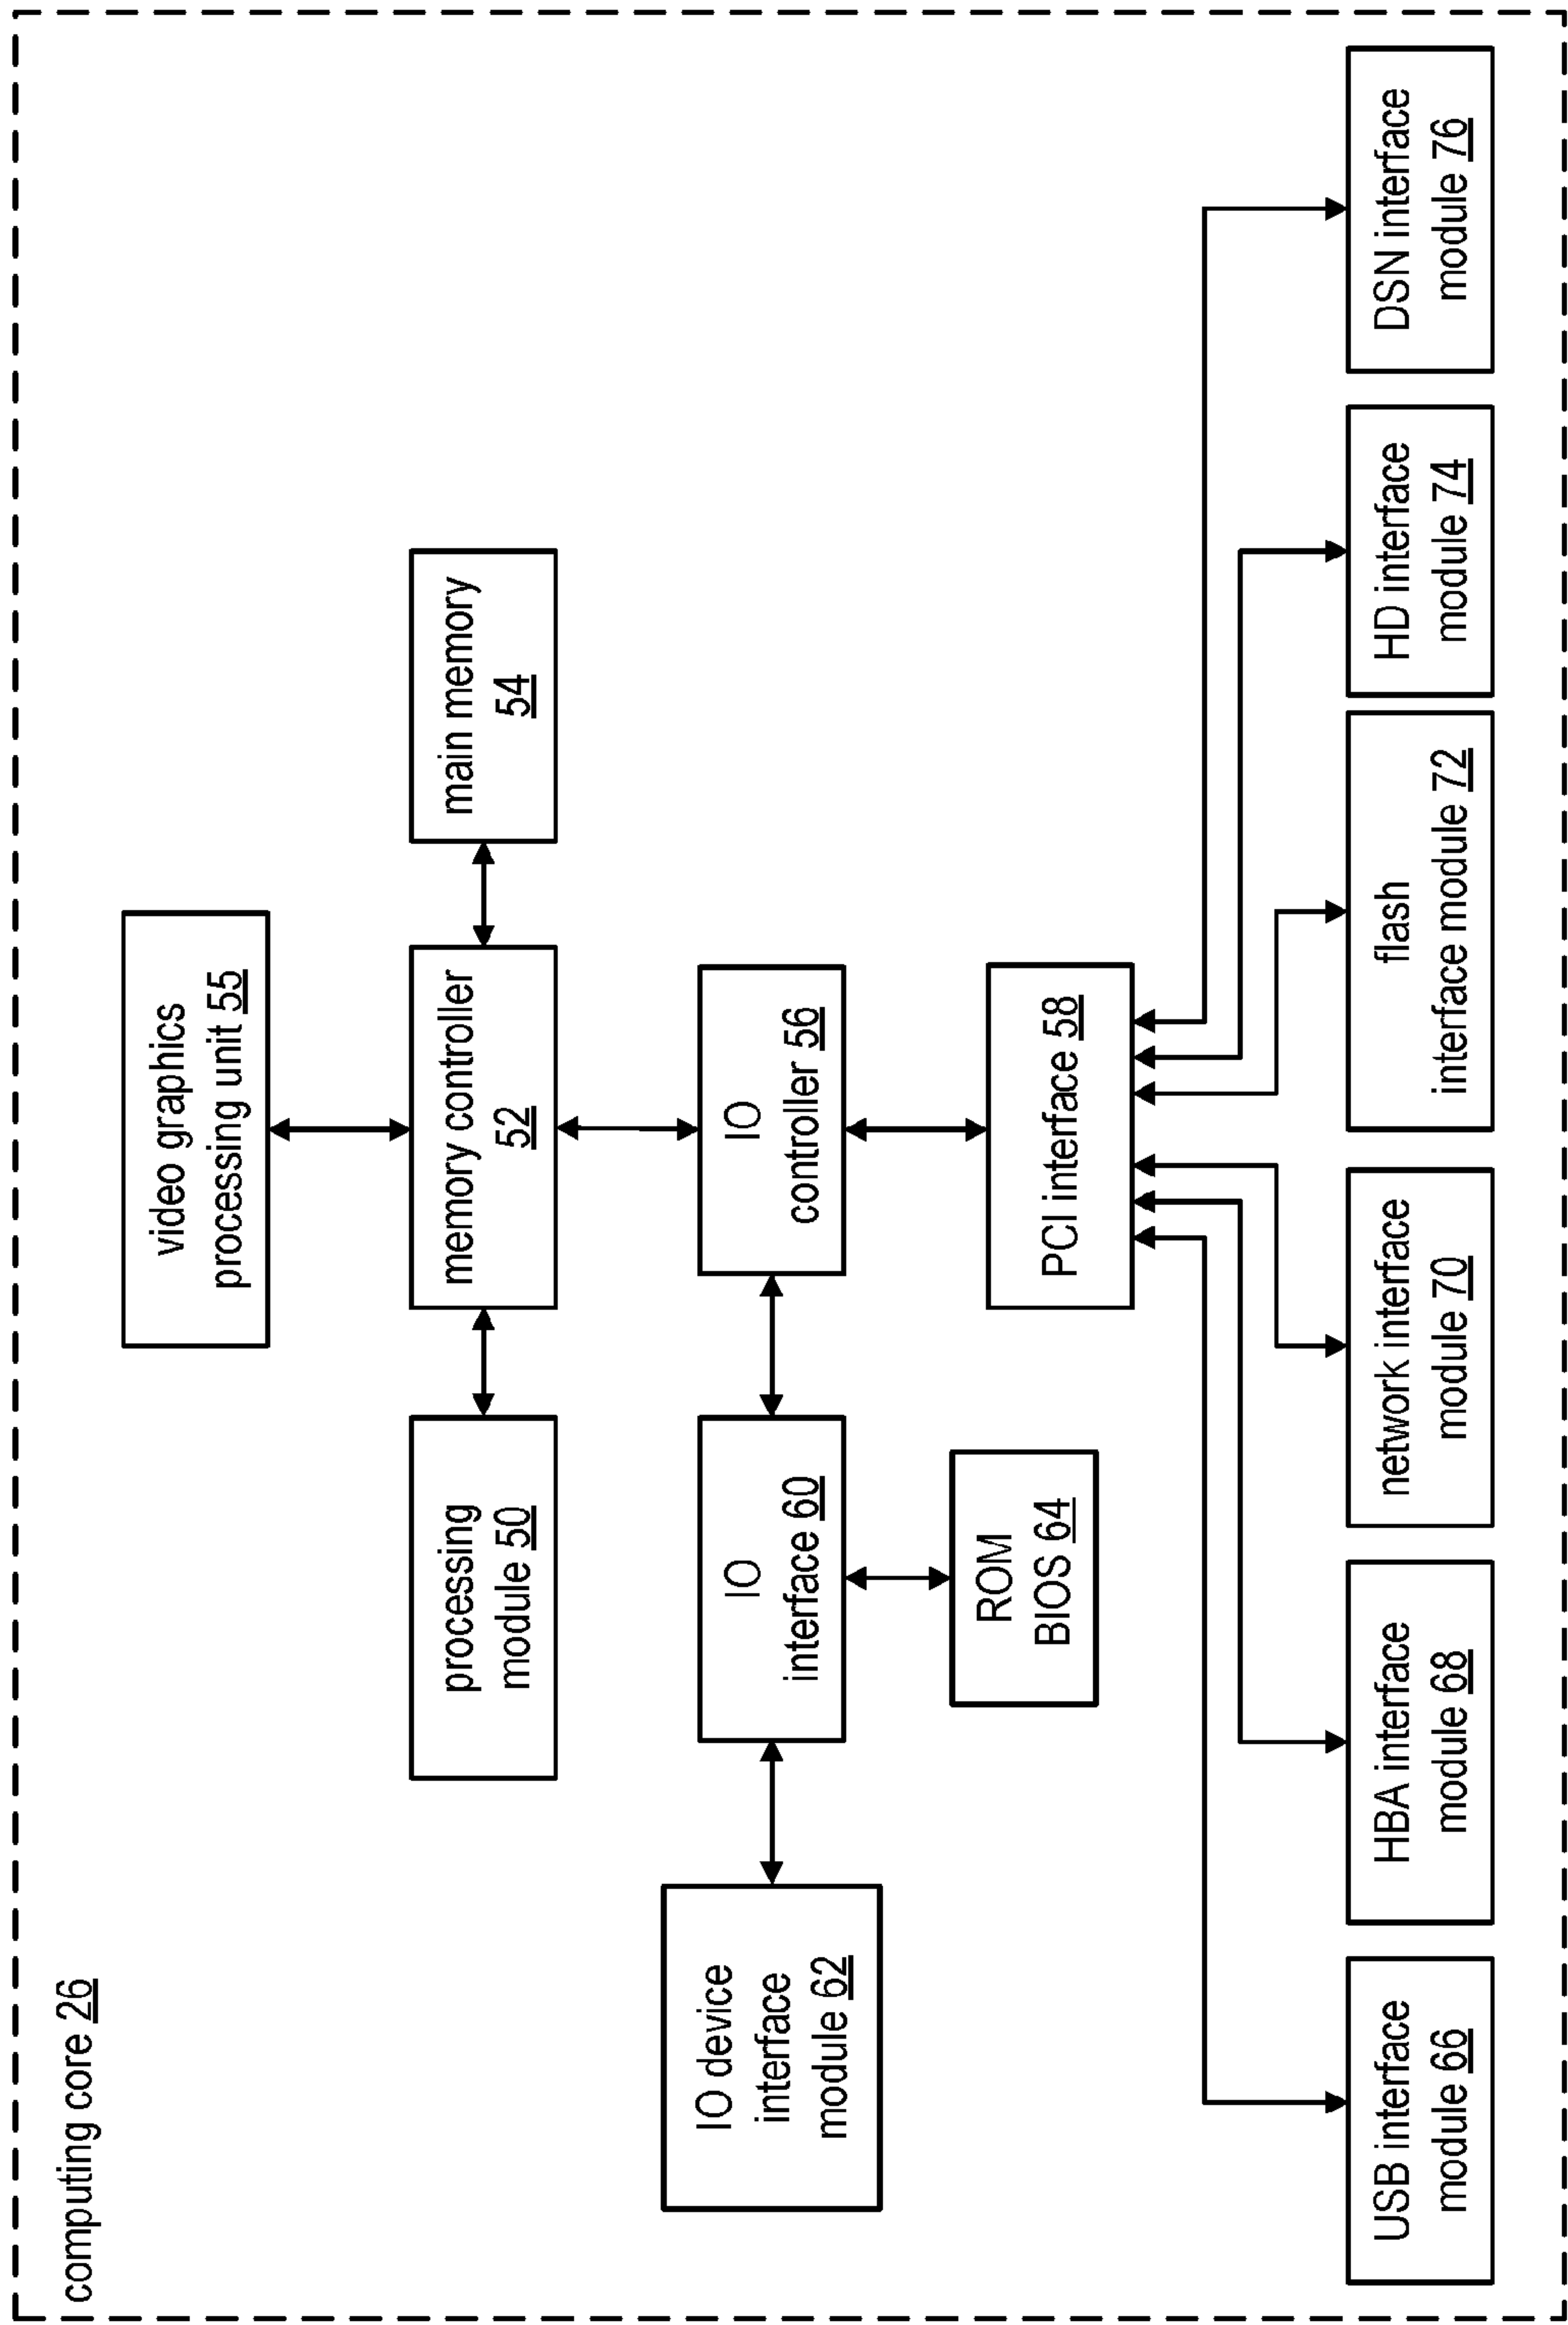 computing core 26
video graphics
processing unit 55
processing
module 50
memory controller
52
main memory
54
IO device
interface
module 62
IO
interface 60
IO
controller 56
ROM
BIOS 64
PCI interface 58
USB interface
module 66
HBA interface
module 68
network interface
module 70
flash
interface module 72
HD interface
module 74
DSN interface
module 76